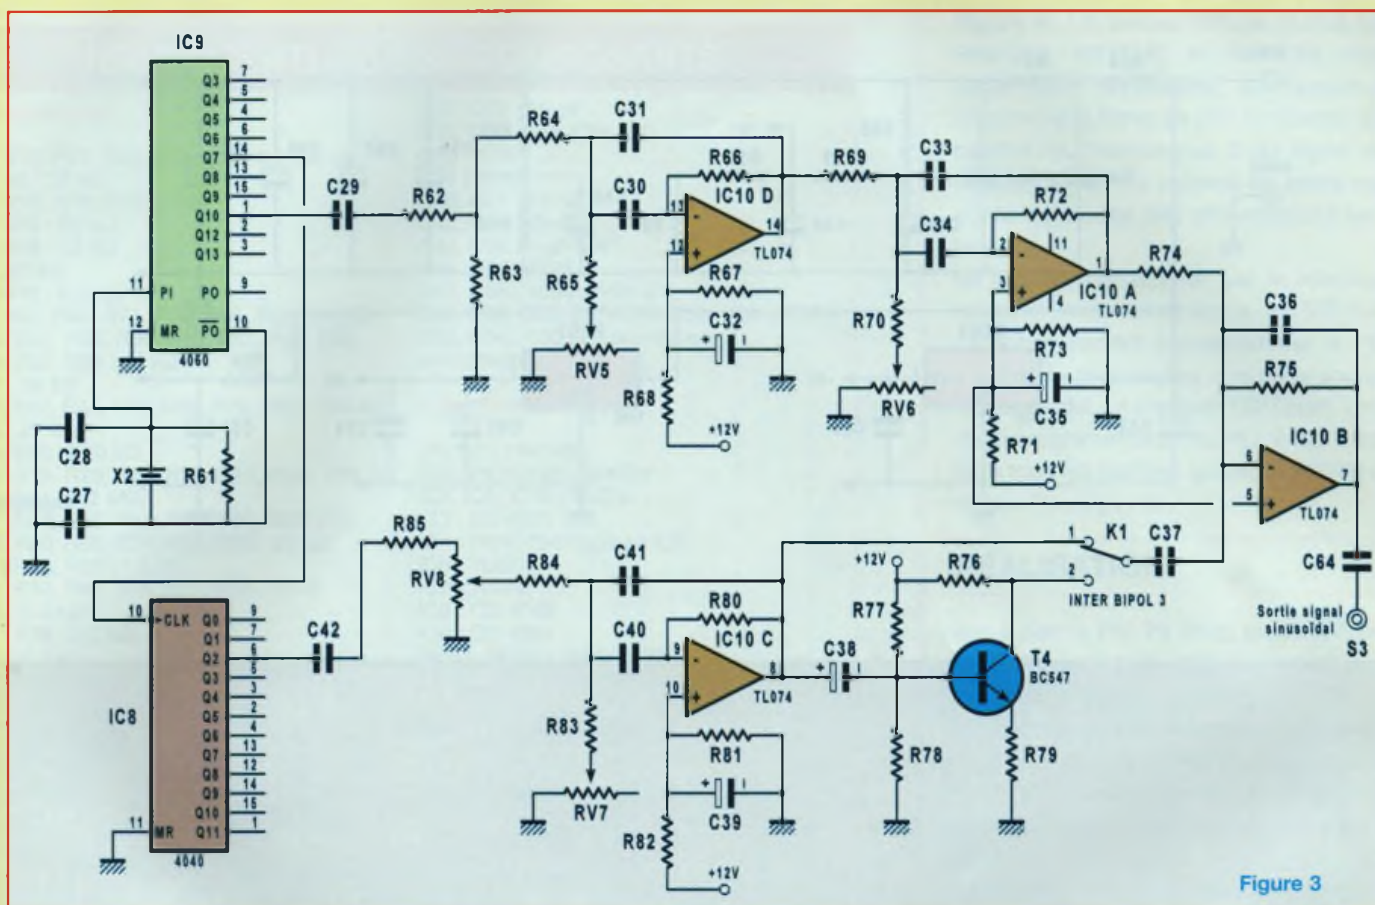 IC9
Q3 7
Q4 5
Q5 4
Q6 6
Q7 14
Q8 13
Q9 15
Q10 1
Q12 2
Q13 3
11 PI
PO 9
12 MR
PO 10
4060
C28
C27
X2
R61
C29
R62
R63
R64
C31
C30
R65
RV5
R66
IC10 D
13
-
12
+
14
TL074
R67
+ C32 -
R68
+12V
R69
C33
C34
R70
RV6
R72
2
-
3
+
11
4
1
IC10 A
TL074
R73
+ C35 -
R71
+12V
R74
C36
R75
IC10 B
6
-
5
+
7
TL074
C64
Sortie signal
sinusoïdal
S3
1
2
K1
C37
INTER BIPOL 3
IC8
10 CLK
Q0 9
Q1 7
Q2 6
Q3 5
Q4 3
Q5 2
Q6 4
Q7 13
Q8 12
Q9 14
Q10 15
Q11 1
11 MR
4040
C42
R85
RV8
R84
C41
C40
R83
RV7
R80
IC10 C
9
-
10
+
8
TL074
R81
+ C39 -
R82
+12V
+ C38 -
+12V
R77
R76
R78
T4
BC547
R79
Figure 3